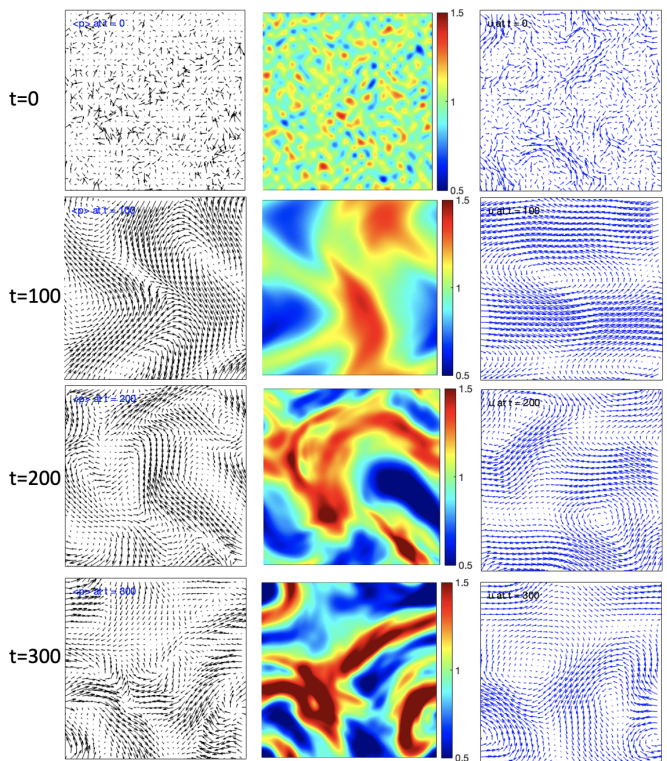 <p> at t = 0
1.5
u at t = 0
t=0
1
0.5
<p> at t = 100
1.5
u at t = 100
t=100
1
0.5
<p> at t = 200
1.5
u at t = 200
t=200
1
0.5
<p> at t = 300
1.5
u at t = 300
t=300
1
0.5